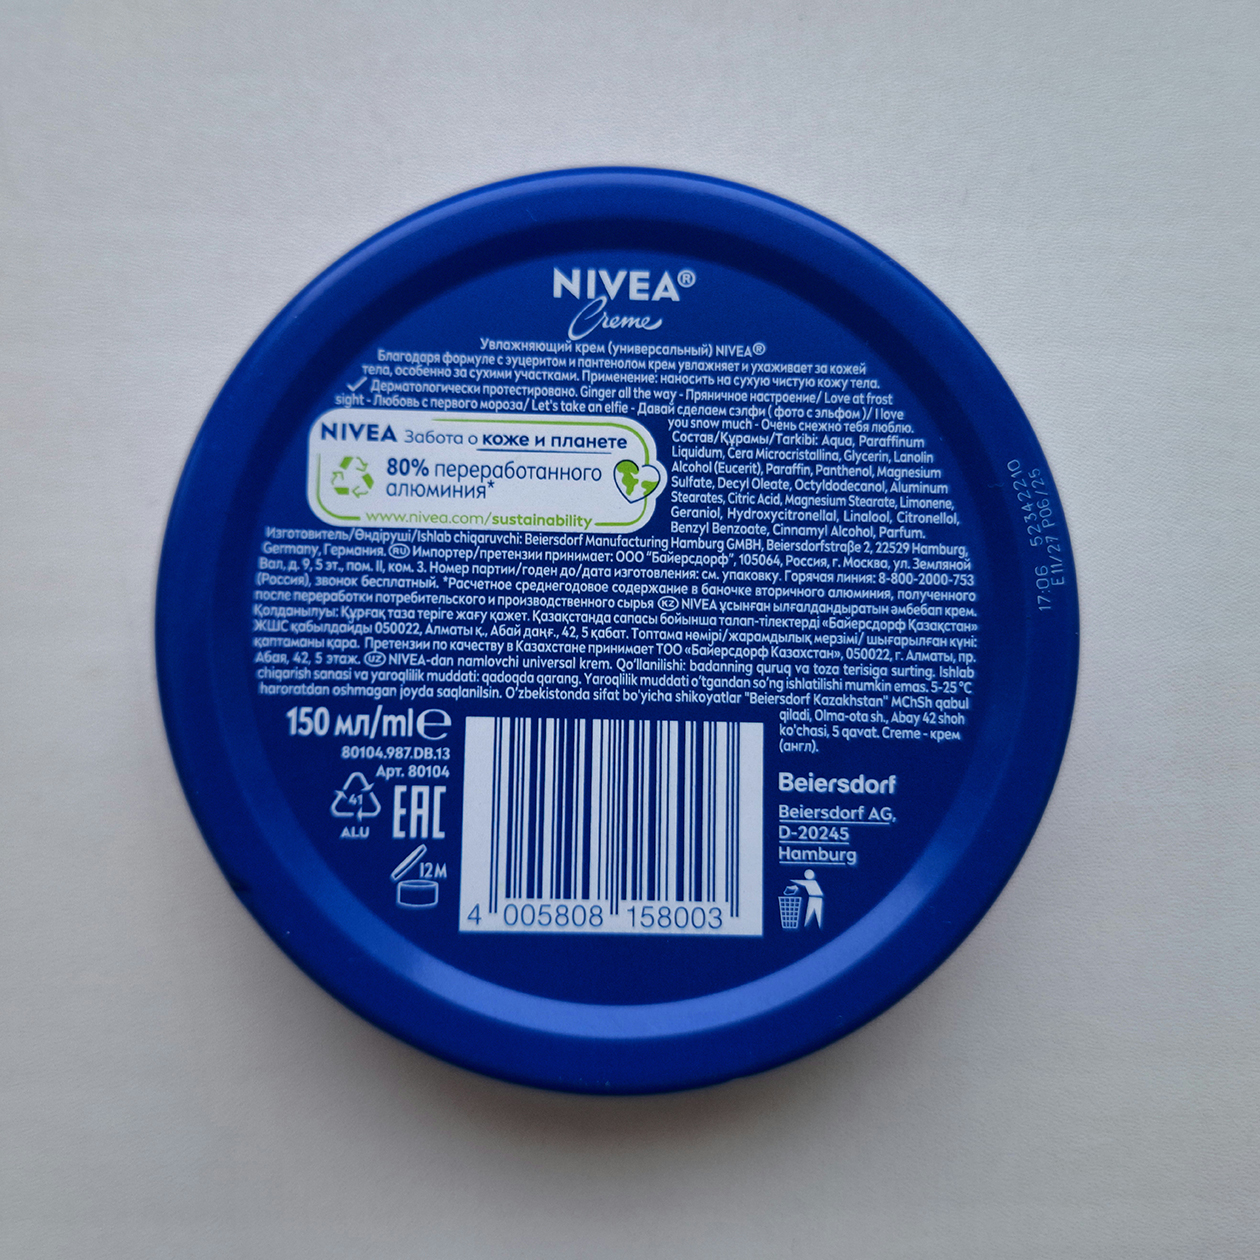 NIVEA®
Creme
Увлажняющий крем (универсальный) NIVEA®
Благодаря формуле с эуцеритом и пантенолом крем увлажняет и ухаживает за кожей
тела, особенно за сухими участками. Применение: наносить на сухую чистую кожу тела.
✓ Дерматологически протестировано. Ginger all the way - Пряничное настроение/ Love at frost
sight - Любовь с первого мороза/ Let's take an elfie - Давай сделаем сэлфи ( фото с эльфом )/ I love
you snow much - Очень снежно тебя люблю.
NIVEA Забота о коже и планете
80% переработанного
алюминия*
www.nivea.com/sustainability
Состав/Құрамы/Tarkibi: Aqua, Paraffinum
Liquidum, Cera Microcristallina, Glycerin, Lanolin
Alcohol (Eucerit), Paraffin, Panthenol, Magnesium
Sulfate, Decyl Oleate, Octyldodecanol, Aluminum
Stearates, Citric Acid, Magnesium Stearate, Limonene,
Geraniol, Hydroxycitronellal, Linalool, Citronellol,
Benzyl Benzoate, Cinnamyl Alcohol, Parfum.
Изготовитель/Өндіруші/Ishlab chiqaruvchi: Beiersdorf Manufacturing Hamburg GMBH, Beiersdorfstraße 2, 22529 Hamburg,
Germany, Германия. RU Импортер/претензии принимает: ООО "Байерсдорф", 105064, Россия, г. Москва, ул. Земляной
Вал, д. 9, 5 эт., пом. II, ком. 3. Номер партии/годен до/дата изготовления: см. упаковку. Горячая линия: 8-800-2000-753
(Россия), звонок бесплатный. *Расчетное среднегодовое содержание в баночке вторичного алюминия, полученного
после переработки потребительского и производственного сырья KZ NIVEA ұсынған ылғалдандыратын әмбебап крем.
Қолданылуы: Құрғақ таза теріге жағу қажет. Қазақстанда сапасы бойынша талап-тілектерді «Байерсдорф Қазақстан»
ЖШС қабылдайды 050022, Алматы қ., Абай даңғ., 42, 5 қабат. Топтама нөмірі/жарамдылық мерзімі/ шығарылған күні:
қаптаманы қара. Претензии по качеству в Казахстане принимает ТОО «Байерсдорф Казахстан», 050022, г. Алматы, пр.
Абая, 42, 5 этаж. UZ NIVEA-dan namlovchi universal krem. Qo'llanilishi: badanning quruq va toza terisiga surting. Ishlab
chiqarish sanasi va yaroqlilik muddati: qadoqda qarang. Yaroqlilik muddati o'tgandan so'ng ishlatilishi mumkin emas. 5-25 °C
haroratdan oshmagan joyda saqlanilsin. O'zbekistonda sifat bo'yicha shikoyatlar "Beiersdorf Kazakhstan" MChSh qabul
qiladi, Olma-ota sh., Abay 42 shoh
ko'chasi, 5 qavat. Creme - крем
(англ).
150 мл/ml e
80104.987.DB.13
Арт. 80104
41
ALU
EAC
12M
4 005808 158003
Beiersdorf
Beiersdorf AG,
D-20245
Hamburg
17:06 52342210
E11/27 P06/25